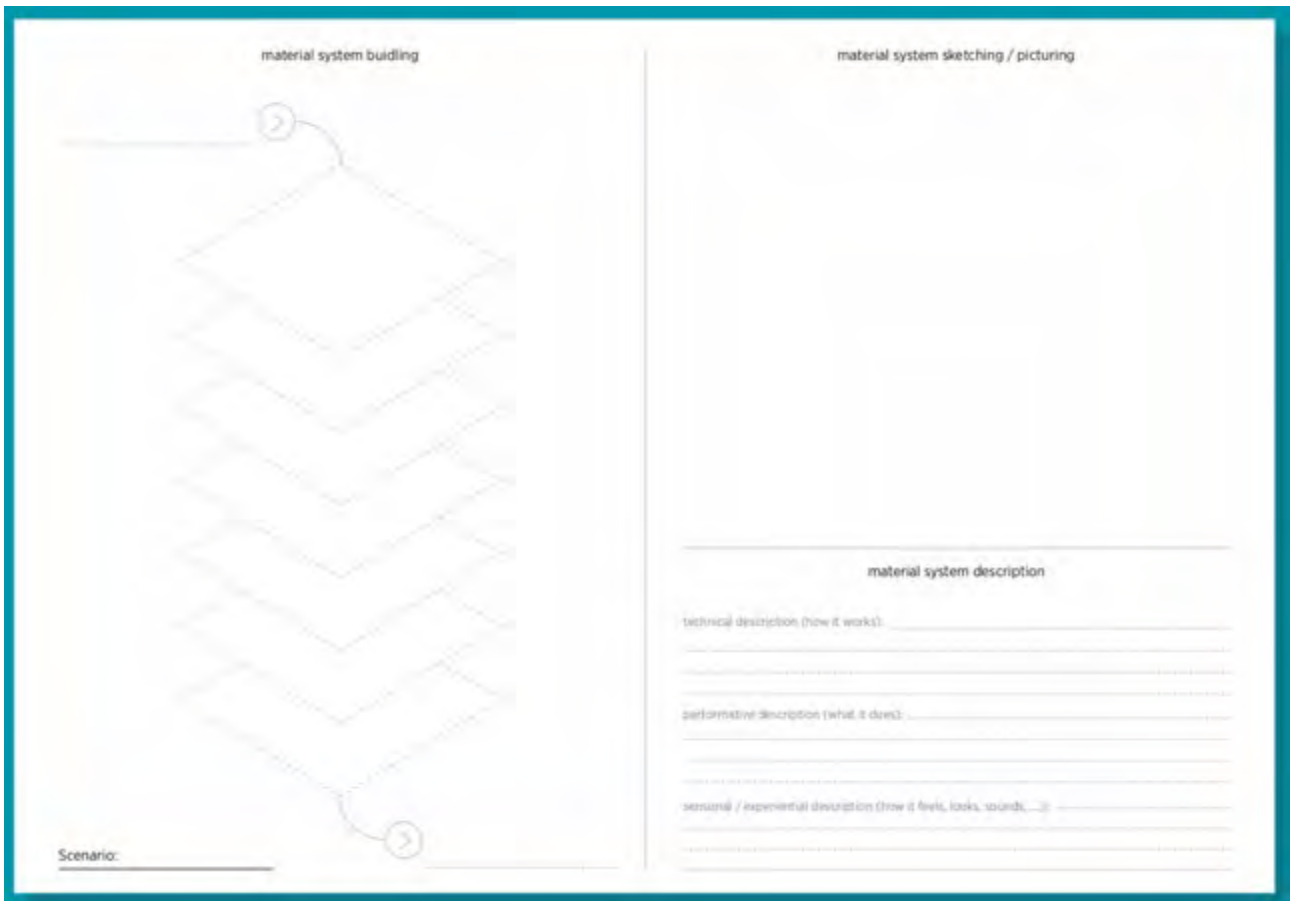 material system buidling
Scenario:
material system sketching / picturing
material system description
technical description (how it works):
performative description (what it does):
sensorial / experiential description (how it feels, looks, sounds, ...):